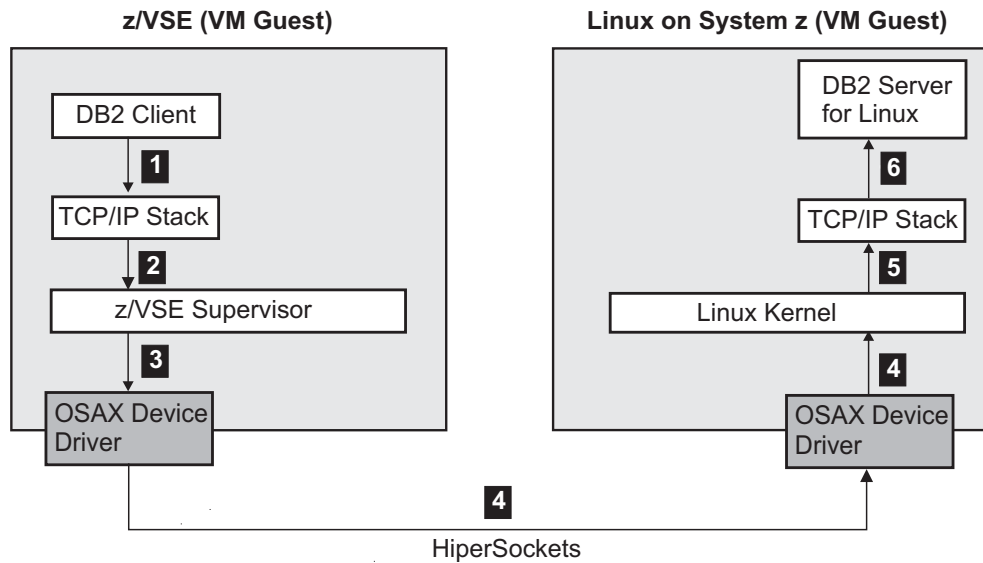 z/VSE (VM Guest)
DB2 Client
1
TCP/IP Stack
2
z/VSE Supervisor
3
OSAX Device
Driver
Linux on System z (VM Guest)
DB2 Server
for Linux
6
TCP/IP Stack
5
Linux Kernel
4
OSAX Device
Driver
4
HiperSockets